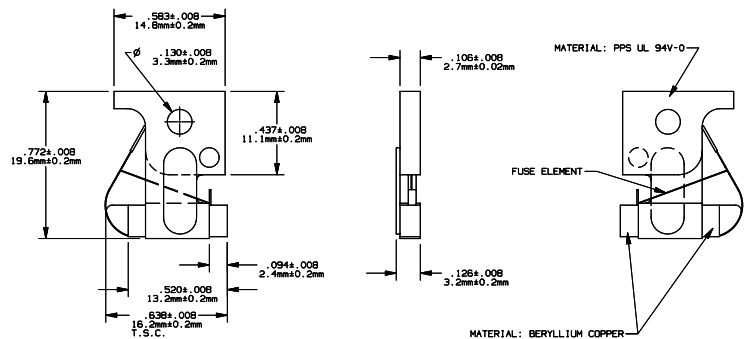 .583±.008
14.8mm±0.2mm
Ø .130±.008
3.3mm±0.2mm
.106±.008
2.7mm±0.02mm
MATERIAL: PPS UL 94V-0
.437±.008
11.1mm±0.2mm
.772±.008
19.6mm±0.2mm
FUSE ELEMENT
.094±.008
2.4mm±0.2mm
.126±.008
3.2mm±0.2mm
.520±.008
13.2mm±0.2mm
.638±.008
16.2mm±0.2mm
T.S.C.
MATERIAL: BERYLLIUM COPPER